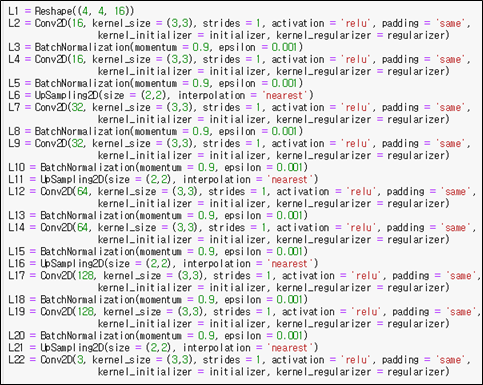 L1 = Reshape((4, 4, 16))
L2 = Conv2D(16, kernel_size = (3,3), strides = 1, activation = 'relu', padding = 'same',
kernel_initializer = initializer, kernel_regularizer = regularizer)
L3 = BatchNormalization(momentum = 0.9, epsilon = 0.001)
L4 = Conv2D(16, kernel_size = (3,3), strides = 1, activation = 'relu', padding = 'same',
kernel_initializer = initializer, kernel_regularizer = regularizer)
L5 = BatchNormalization(momentum = 0.9, epsilon = 0.001)
L6 = UpSampling2D(size = (2,2), interpolation = 'nearest')
L7 = Conv2D(32, kernel_size = (3,3), strides = 1, activation = 'relu', padding = 'same',
kernel_initializer = initializer, kernel_regularizer = regularizer)
L8 = BatchNormalization(momentum = 0.9, epsilon = 0.001)
L9 = Conv2D(32, kernel_size = (3,3), strides = 1, activation = 'relu', padding = 'same',
kernel_initializer = initializer, kernel_regularizer = regularizer)
L10 = BatchNormalization(momentum = 0.9, epsilon = 0.001)
L11 = UpSampling2D(size = (2,2), interpolation = 'nearest')
L12 = Conv2D(64, kernel_size = (3,3), strides = 1, activation = 'relu', padding = 'same',
kernel_initializer = initializer, kernel_regularizer = regularizer)
L13 = BatchNormalization(momentum = 0.9, epsilon = 0.001)
L14 = Conv2D(64, kernel_size = (3,3), strides = 1, activation = 'relu', padding = 'same',
kernel_initializer = initializer, kernel_regularizer = regularizer)
L15 = BatchNormalization(momentum = 0.9, epsilon = 0.001)
L16 = UpSampling2D(size = (2,2), interpolation = 'nearest')
L17 = Conv2D(128, kernel_size = (3,3), strides = 1, activation = 'relu', padding = 'same',
kernel_initializer = initializer, kernel_regularizer = regularizer)
L18 = BatchNormalization(momentum = 0.9, epsilon = 0.001)
L19 = Conv2D(128, kernel_size = (3,3), strides = 1, activation = 'relu', padding = 'same',
kernel_initializer = initializer, kernel_regularizer = regularizer)
L20 = BatchNormalization(momentum = 0.9, epsilon = 0.001)
L21 = UpSampling2D(size = (2,2), interpolation = 'nearest')
L22 = Conv2D(3, kernel_size = (3,3), strides = 1, activation = 'relu', padding = 'same',
kernel_initializer = initializer, kernel_regularizer = regularizer)